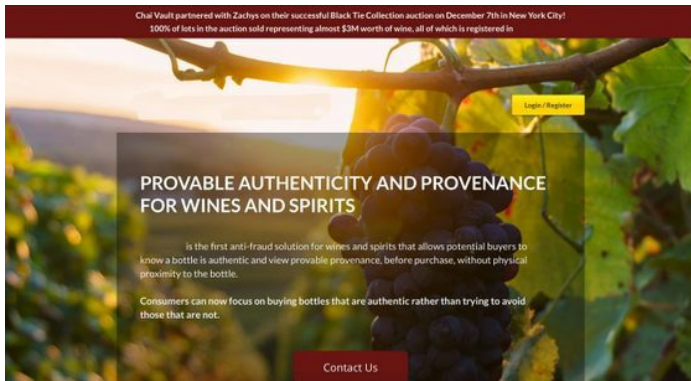 Chai Vault partnered with Zachys on their successful Black Tie Collection auction on December 7th in New York City!
100% of lots in the auction sold representing almost $3M worth of wine, all of which is registered in
Login / Register
PROVABLE AUTHENTICITY AND PROVENANCE
FOR WINES AND SPIRITS
is the first anti-fraud solution for wines and spirits that allows potential buyers to
know a bottle is authentic and view provable provenance, before purchase, without physical
proximity to the bottle.
Consumers can now focus on buying bottles that are authentic rather than trying to avoid
those that are not.
Contact Us